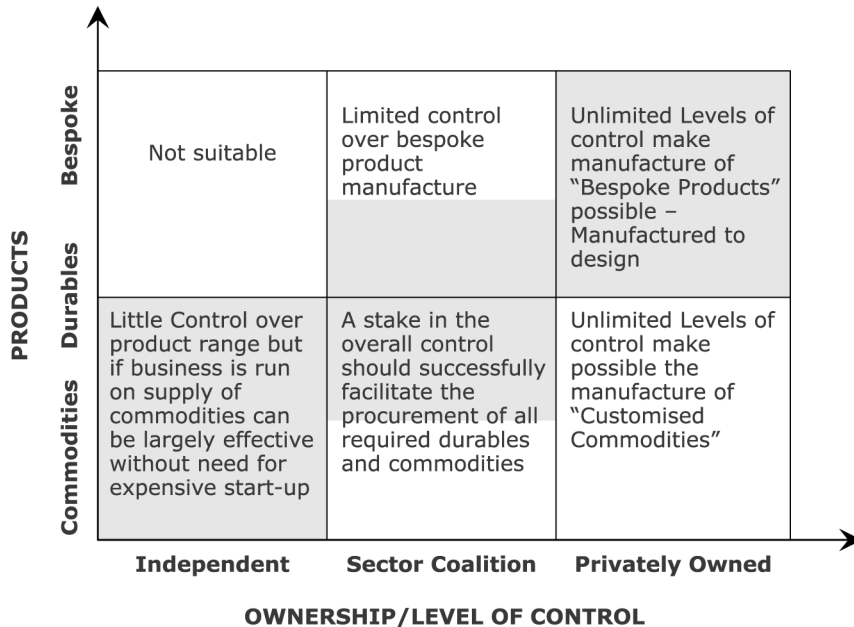 PRODUCTS
Bespoke
Durables
Commodities
Not suitable
Limited control
over bespoke
product
manufacture
Unlimited Levels of
control make
manufacture of
“Bespoke Products”
possible –
Manufactured to
design
Little Control over
product range but
if business is run
on supply of
commodities can
be largely effective
without need for
expensive start-up
A stake in the
overall control
should successfully
facilitate the
procurement of all
required durables
and commodities
Unlimited Levels of
control make
possible the
manufacture of
“Customised
Commodities”
Independent
Sector Coalition
Privately Owned
OWNERSHIP/LEVEL OF CONTROL